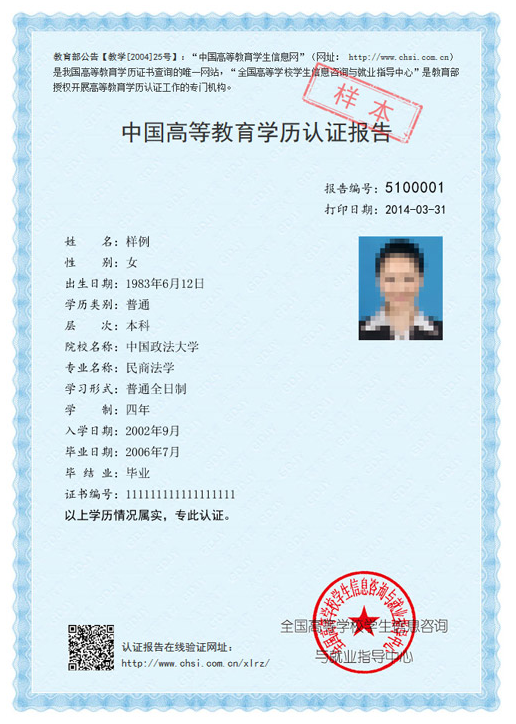 教育部公告【教学[2004]25号】：“中国高等教育学生信息网”（网址： http://www.chsi.com.cn）
是我国高等教育学历证书查询的唯一网站，“全国高等学校学生信息咨询与就业指导中心”是教育部
授权开展高等教育学历认证工作的专门机构。
样本
中国高等教育学历认证报告
报告编号：5100001
打印日期：2014-03-31
姓 名：样例
性 别：女
出生日期：1983年6月12日
学历类别：普通
层 次：本科
院校名称：中国政法大学
专业名称：民商法学
学习形式：普通全日制
学 制：四年
入学日期：2002年9月
毕业日期：2006年7月
毕 结 业：毕业
证书编号：111111111111111111
以上学历情况属实，专此认证。
全国高等学校学生信息咨询与就业指导中心
全国高等学校学生信息咨询
与就业指导中心
认证报告在线验证网址：
http://www.chsi.com.cn/xlrz/